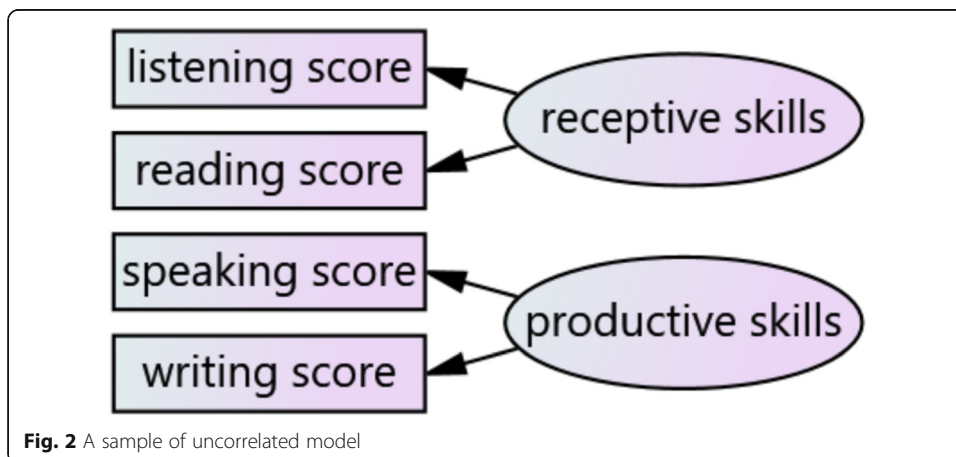 listening score
receptive skills
reading score
speaking score
productive skills
writing score
Fig. 2 A sample of uncorrelated model